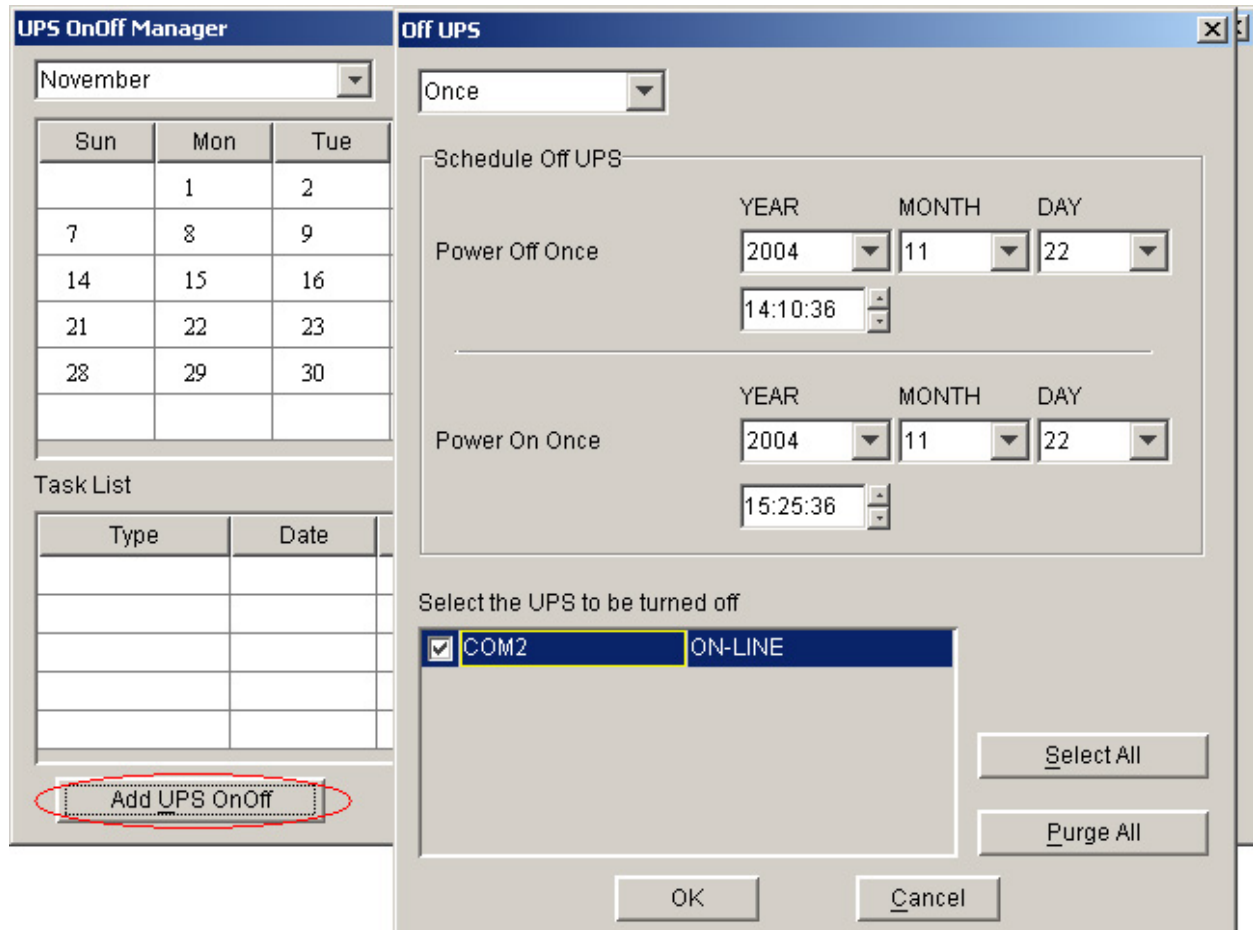 UPS OnOff Manager
November
Sun Mon Tue
1 2
7 8 9
14 15 16
21 22 23
28 29 30
Task List
Type Date
Add UPS OnOff
Off UPS
Once
Schedule Off UPS
YEAR MONTH DAY
Power Off Once 2004 11 22
14:10:36
YEAR MONTH DAY
Power On Once 2004 11 22
15:25:36
Select the UPS to be turned off
COM2 ON-LINE
Select All
Purge All
OK Cancel